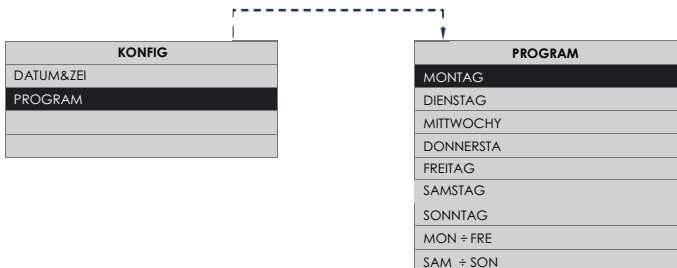 KONFIG
DATUM&ZEI
PROGRAM
PROGRAM
MONTAG
DIENSTAG
MITTWOCHY
DONNERSTA
FREITAG
SAMSTAG
SONNTAG
MON ÷ FRE
SAM ÷ SON